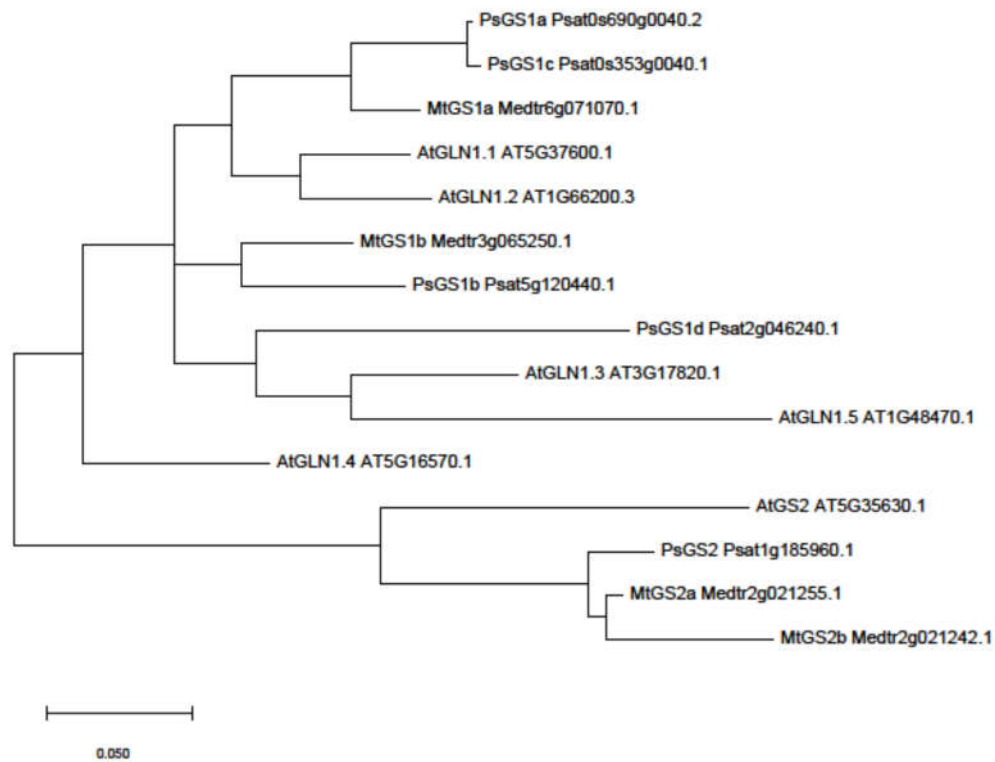 PsGS1a Psat0s690g0040.2
PsGS1c Psat0s353g0040.1
MtGS1a Medtr6g071070.1
AtGLN1.1 AT5G37600.1
AtGLN1.2 AT1G66200.3
MtGS1b Medtr3g065250.1
PsGS1b Psat5g120440.1
PsGS1d Psat2g046240.1
AtGLN1.3 AT3G17820.1
AtGLN1.5 AT1G48470.1
AtGLN1.4 AT5G16570.1
AtGS2 AT5G35630.1
PsGS2 Psat1g185960.1
MtGS2a Medtr2g021255.1
MtGS2b Medtr2g021242.1
0.050